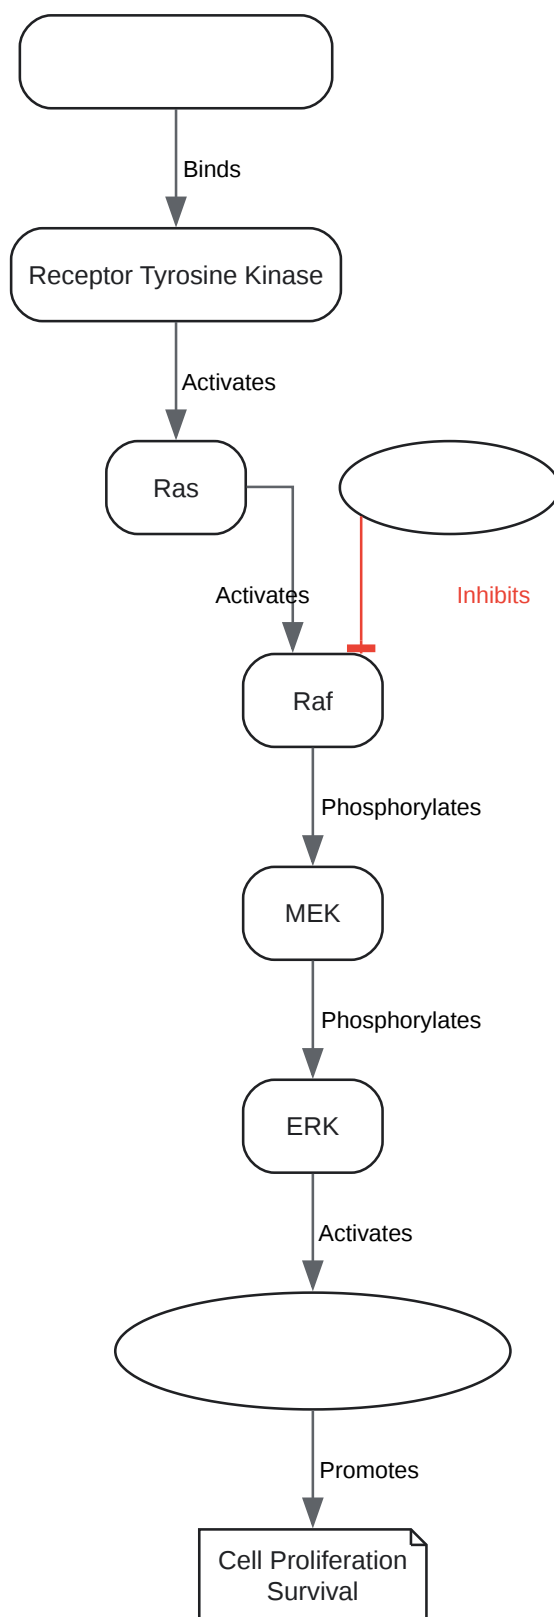 Binds
Receptor Tyrosine Kinase
Activates
Ras
Activates
Inhibits
Raf
Phosphorylates
MEK
Phosphorylates
ERK
Activates
Promotes
Cell Proliferation
Survival